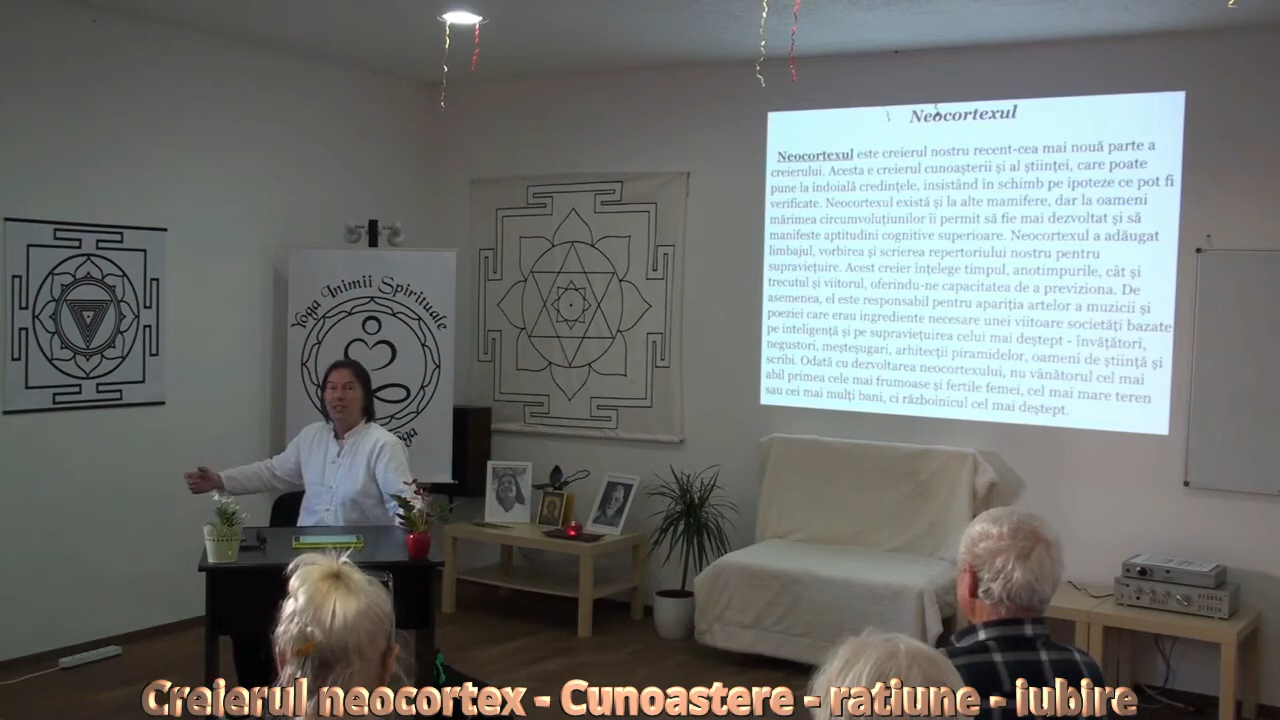 Neocortexul
Neocortexul este creierul nostru recent-cea mai nouă parte a
creierului. Acesta e creierul cunoașterii și al științei, care poate
pune la îndoială credințele, insistând în schimb pe ipoteze ce pot fi
verificate. Neocortexul există și la alte mamifere, dar la oameni
mărimea circumvoluțiunilor îi permit să fie mai dezvoltat și să
manifeste aptitudini cognitive superioare. Neocortexul a adăugat
limbajul, vorbirea și scrierea repertoriului nostru pentru
supraviețuire. Acest creier înțelege timpul, anotimpurile, cât și
trecutul și viitorul, oferindu-ne capacitatea de a previziona. De
asemenea, el este responsabil pentru apariția artelor a muzicii și
poeziei care erau ingrediente necesare unei viitoare societăți bazate
pe inteligență și pe supraviețuirea celui mai deștept - învățători,
negustori, meșteșugari, arhitecții piramidelor, oameni de știință și
scribi. Odată cu dezvoltarea neocortexului, nu vânătorul cel mai
abil primea cele mai frumoase și fertile femei, cel mai mare teren
sau cei mai mulți bani, ci războinicul cel mai deștept.
Yoga Inimii Spirituale
oga
Creierul neocortex - Cunoastere - ratiune - iubire